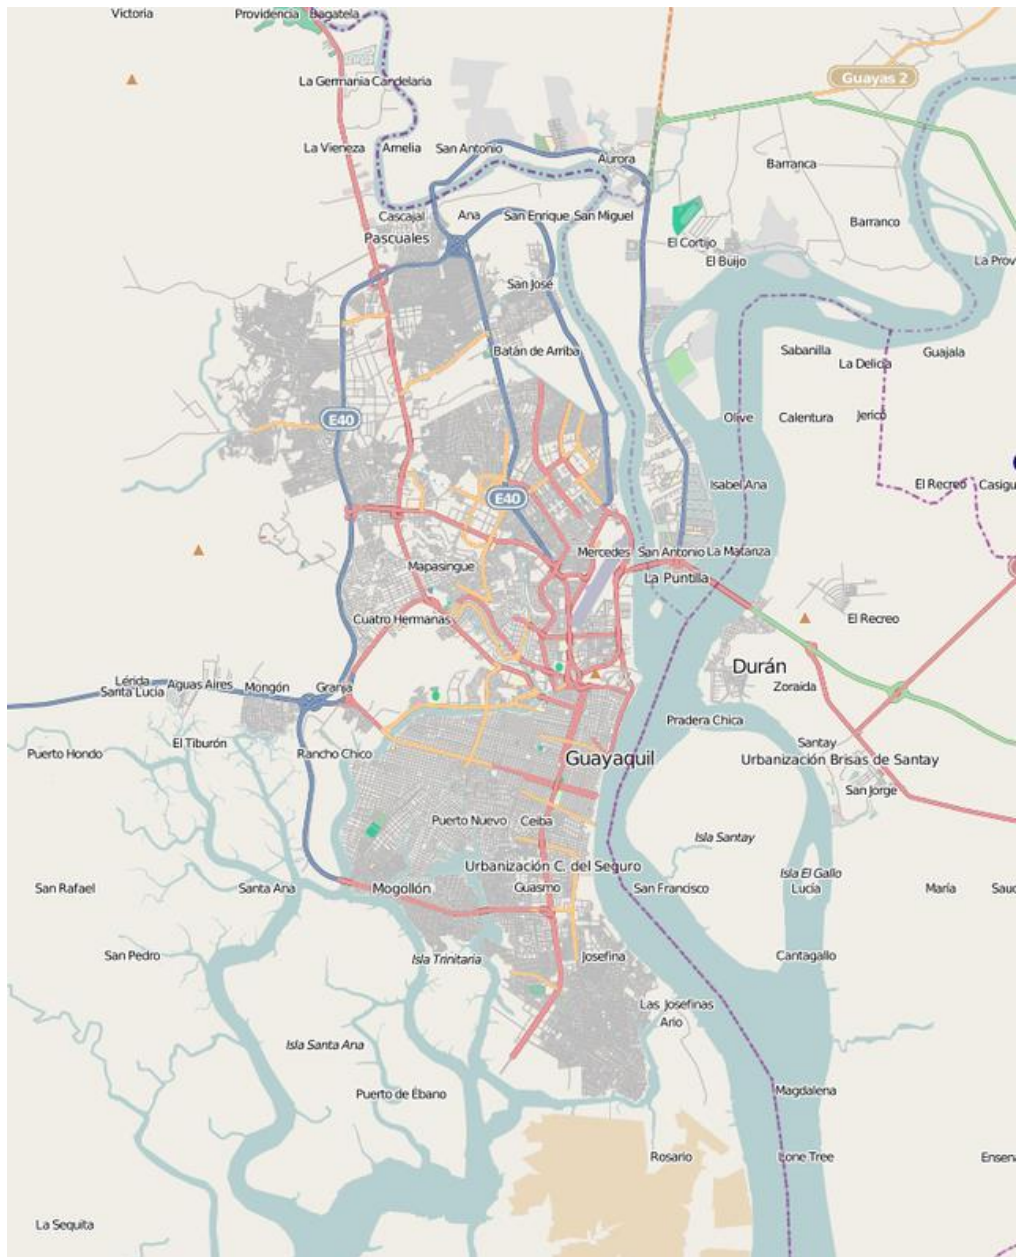 Victoria
Providencia
Bagatela
La Germania
Candelaria
Guayas 2
La Vieneza
Amelia
San Antonio
Aurora
Barranca
Cascajal
Ana
San Enrique
San Miguel
Barranco
Pascuales
El Cortijo
El Buijo
La Prov
San José
Batán de Arriba
Sabanilla
La Delicia
Guajala
E40
Olive
Calentura
Jericó
E40
Isabel Ana
El Recreo
Casigu
Mercedes
San Antonio
La Matanza
Mapasingue
La Puntilla
Cuatro Hermanas
El Recreo
Durán
Lérida
Santa Lucía
Aguas Aires
Mongón
Granja
Zoraida
Pradera Chica
El Tiburón
Puerto Hondo
Rancho Chico
Guayaquil
Santay
Urbanización Brisas de Santay
San Jorge
Puerto Nuevo
Ceiba
Isla Santay
Urbanización C. del Seguro
Isla El Gallo
San Rafael
Santa Ana
Mogollón
Guasmo
San Francisco
Lucía
María
Sauc
San Pedro
Isla Trinitaria
Josefina
Cantagallo
Las Josefinas
Ario
Isla Santa Ana
Puerto de Ébano
Magdalena
Rosario
Lone Tree
Ensen
La Sequita